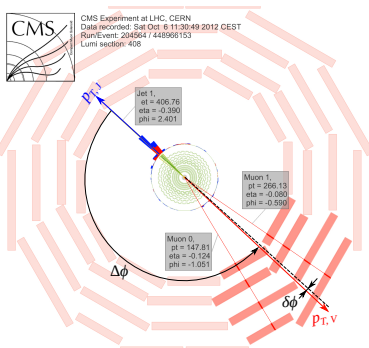 CMS Experiment at LHC, CERN
Data recorded: Sat Oct 6 11:30:49 2012 CEST
Run/Event: 204564 / 448966153
Lumi section: 408
CMS
p⃗T, J
Jet 1,
et = 406.76
eta = -0.390
phi = 2.401
Muon 1,
pt = 266.13
eta = -0.080
phi = -0.590
Muon 0,
pt = 147.81
eta = -0.124
phi = -1.051
Δϕ
δϕ
p⃗T, V